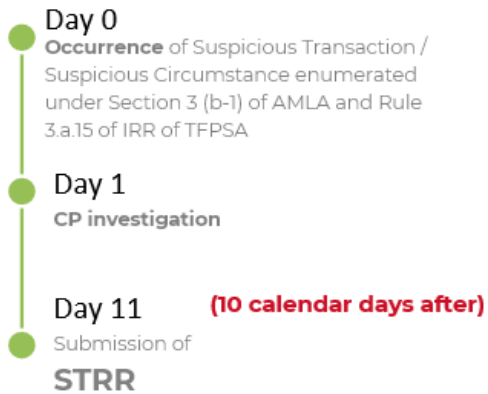 Day 0
Occurrence of Suspicious Transaction /
Suspicious Circumstance enumerated
under Section 3 (b-1) of AMLA and Rule
3.a.15 of IRR of TFPSA
Day 1
CP investigation
Day 11 (10 calendar days after)
Submission of
STRR